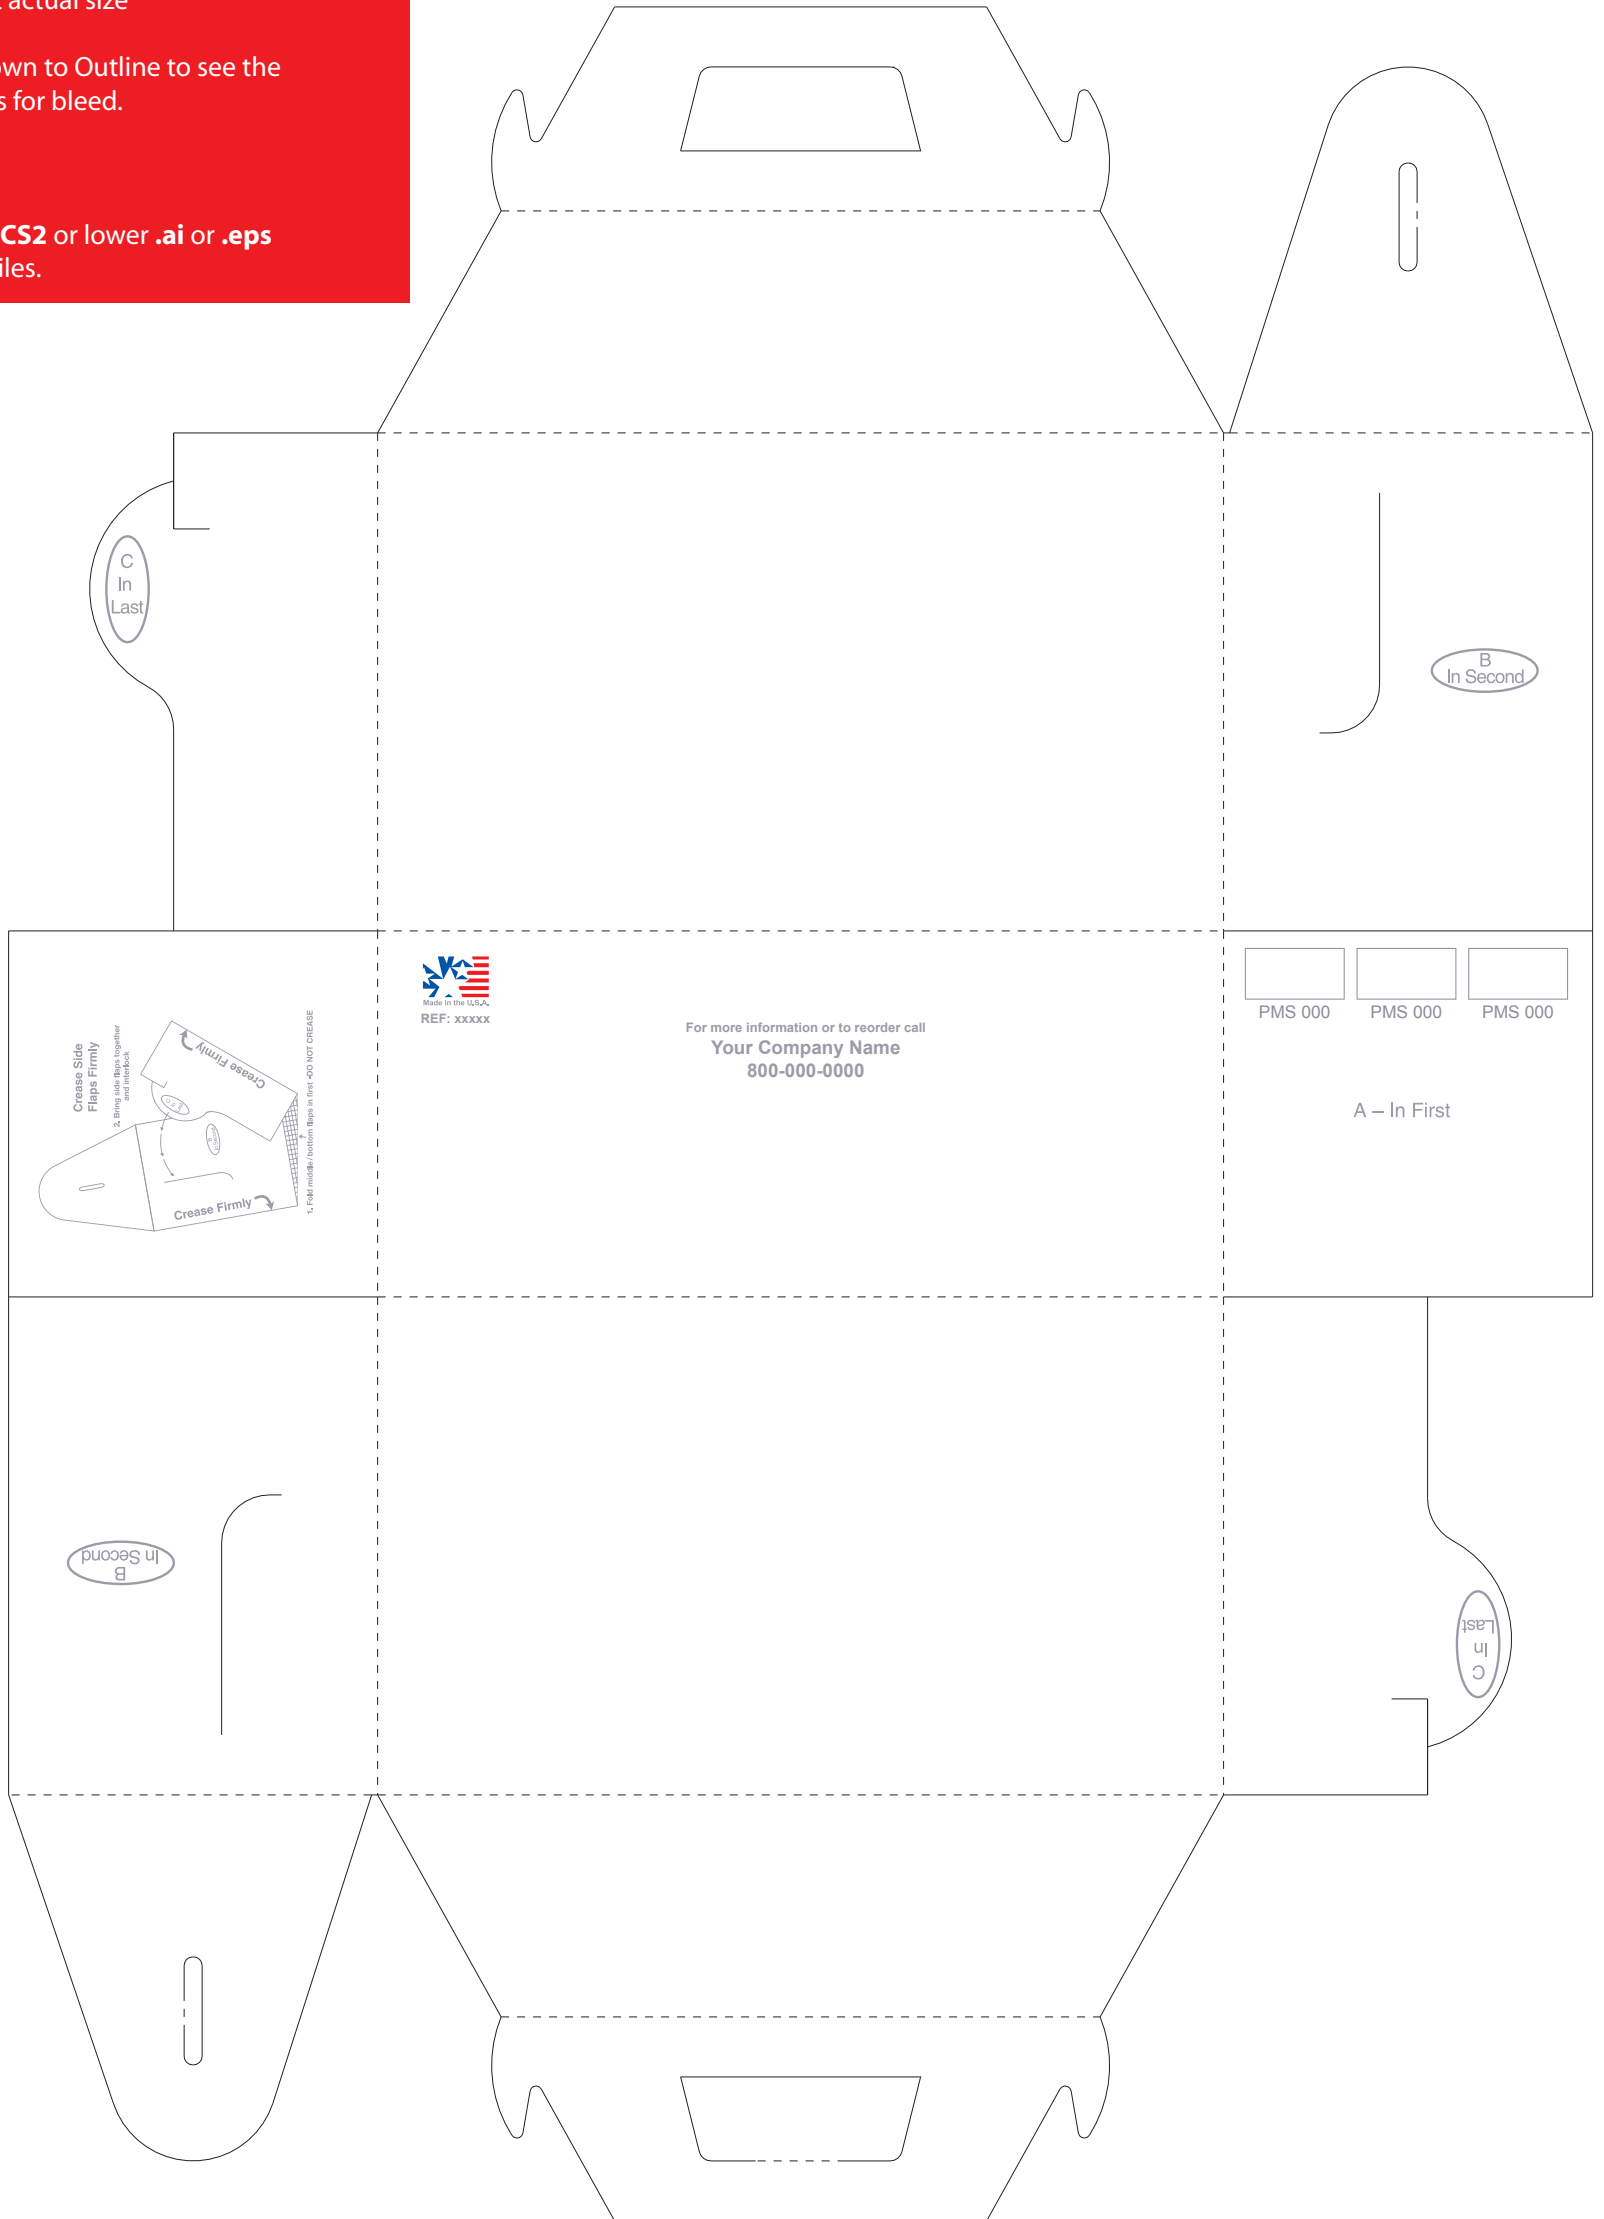 actual size
own to Outline to see the
s for bleed.
CS2 or lower .ai or .eps
iles.
C
In
Last
B
In Second
Made in the U.S.A.
REF: xxxxx
For more information or to reorder call
Your Company Name
800-000-0000
PMS 000
PMS 000
PMS 000
A – In First
Crease Side
Flaps Firmly
2. Bring side flaps together
and interlock
Crease Firmly
B
In Second
Crease Firmly
1. Fold middle/bottom flaps in first -DO NOT CREASE
B
In Second
C
In
Last